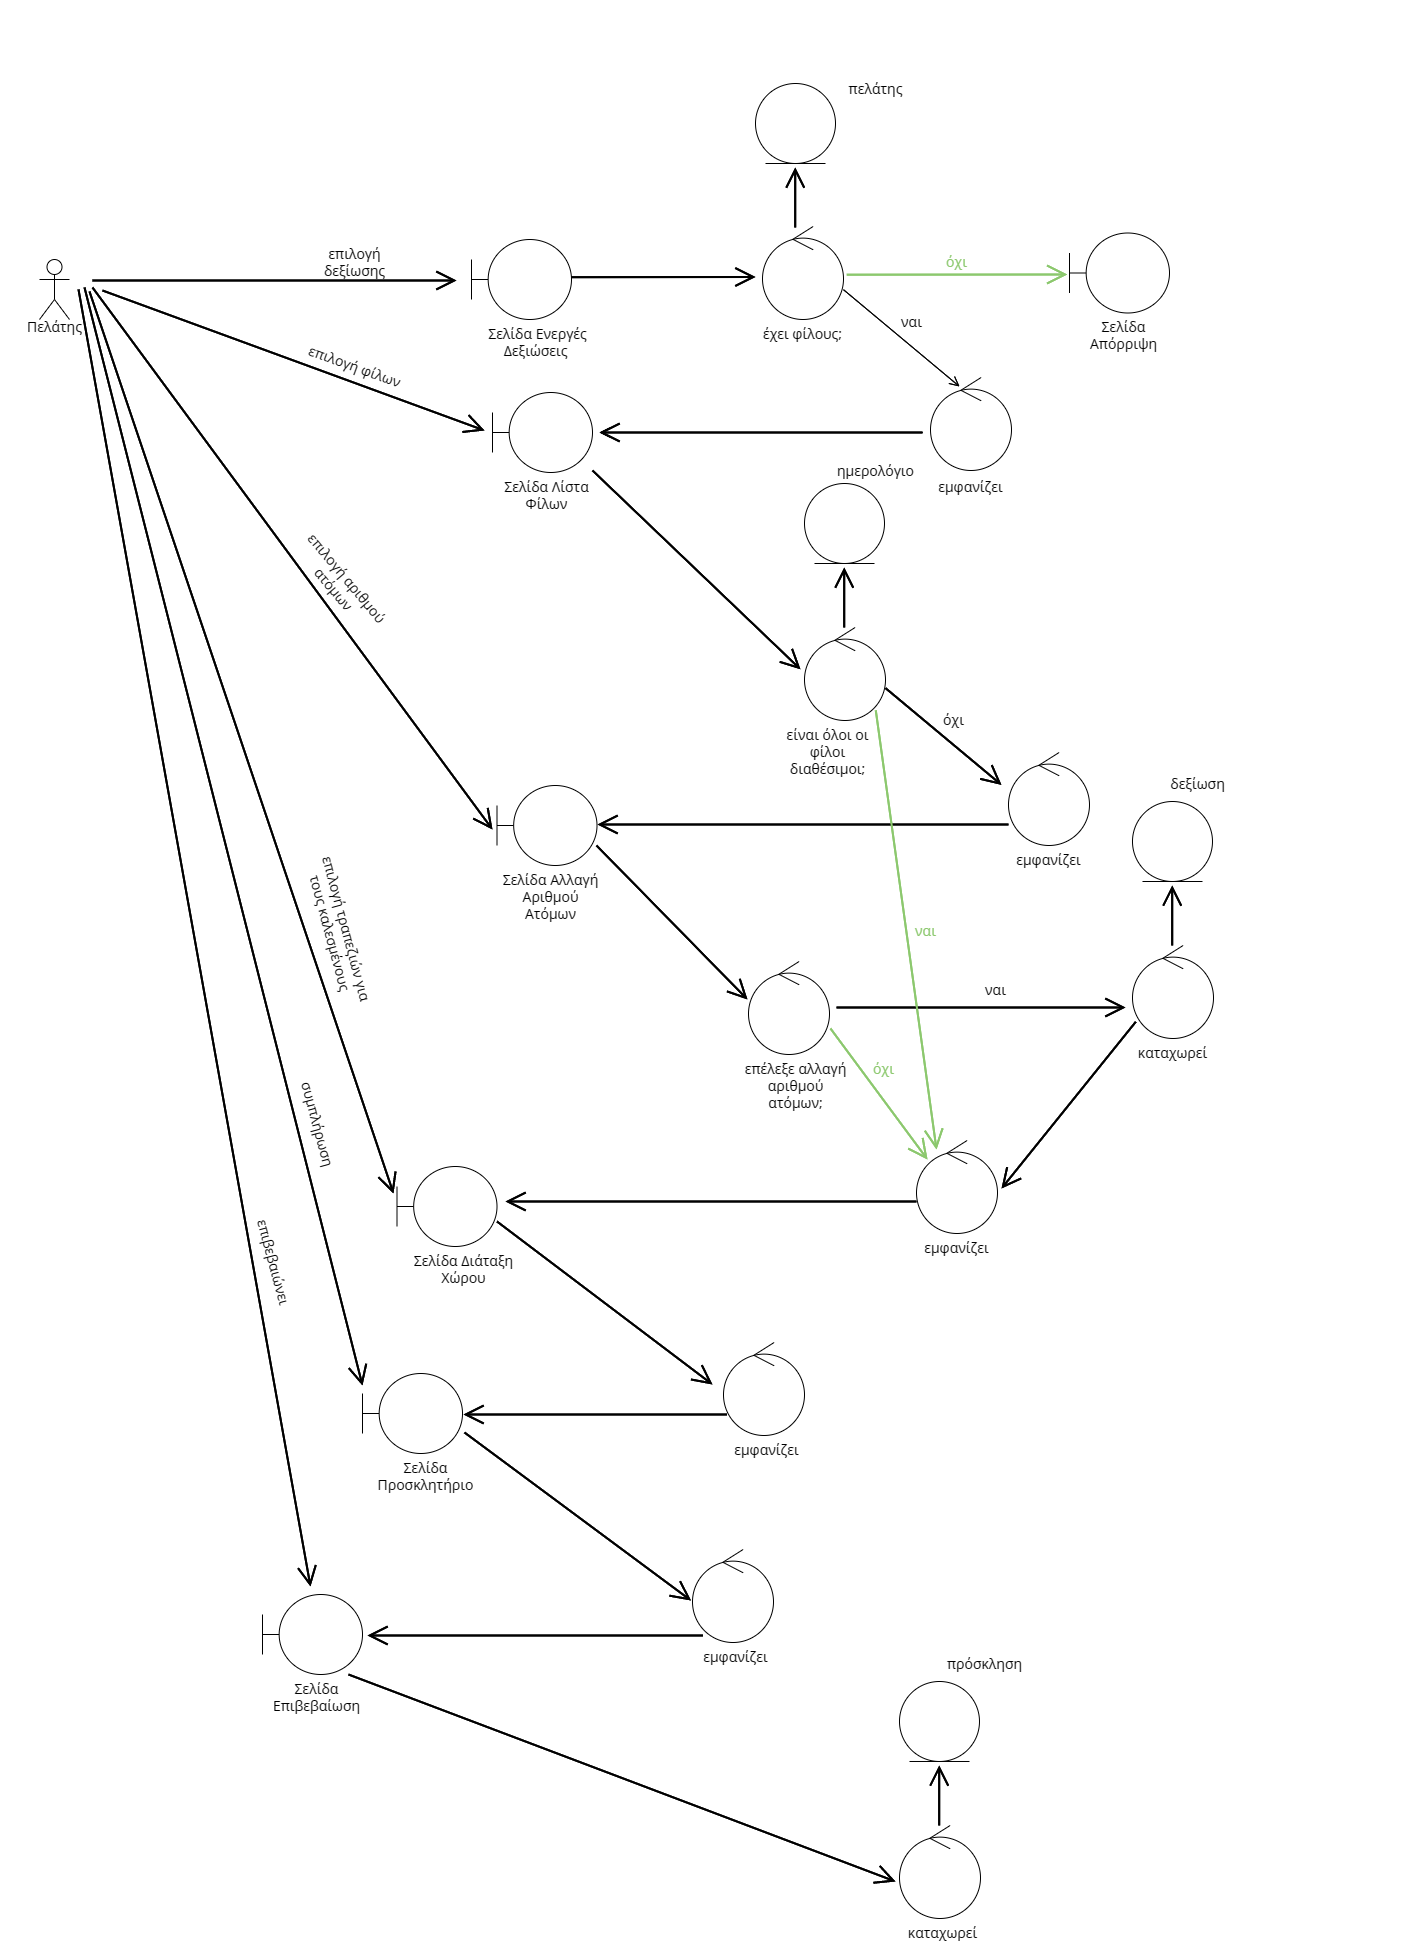 πελάτης
επιλογή
δεξίωσης
όχι
Πελάτης
Σελίδα Ενεργές
Δεξιώσεις
έχει φίλους;
ναι
Σελίδα
Απόρριψη
επιλογή φίλων
ημερολόγιο
Σελίδα Λίστα
Φίλων
εμφανίζει
επιλογή αριθμού
ατόμων
είναι όλοι οι
φίλοι
διαθέσιμοι;
όχι
δεξίωση
εμφανίζει
Σελίδα Αλλαγή
Αριθμού
Ατόμων
επιλογή τραπεζιών για
τους καλεσμένους
ναι
ναι
καταχωρεί
επέλεξε αλλαγή
αριθμού
ατόμων;
όχι
συμπλήρωση
επιβεβαιώνει
Σελίδα Διάταξη
Χώρου
εμφανίζει
εμφανίζει
Σελίδα
Προσκλητήριο
εμφανίζει
Σελίδα
Επιβεβαίωση
πρόσκληση
καταχωρεί